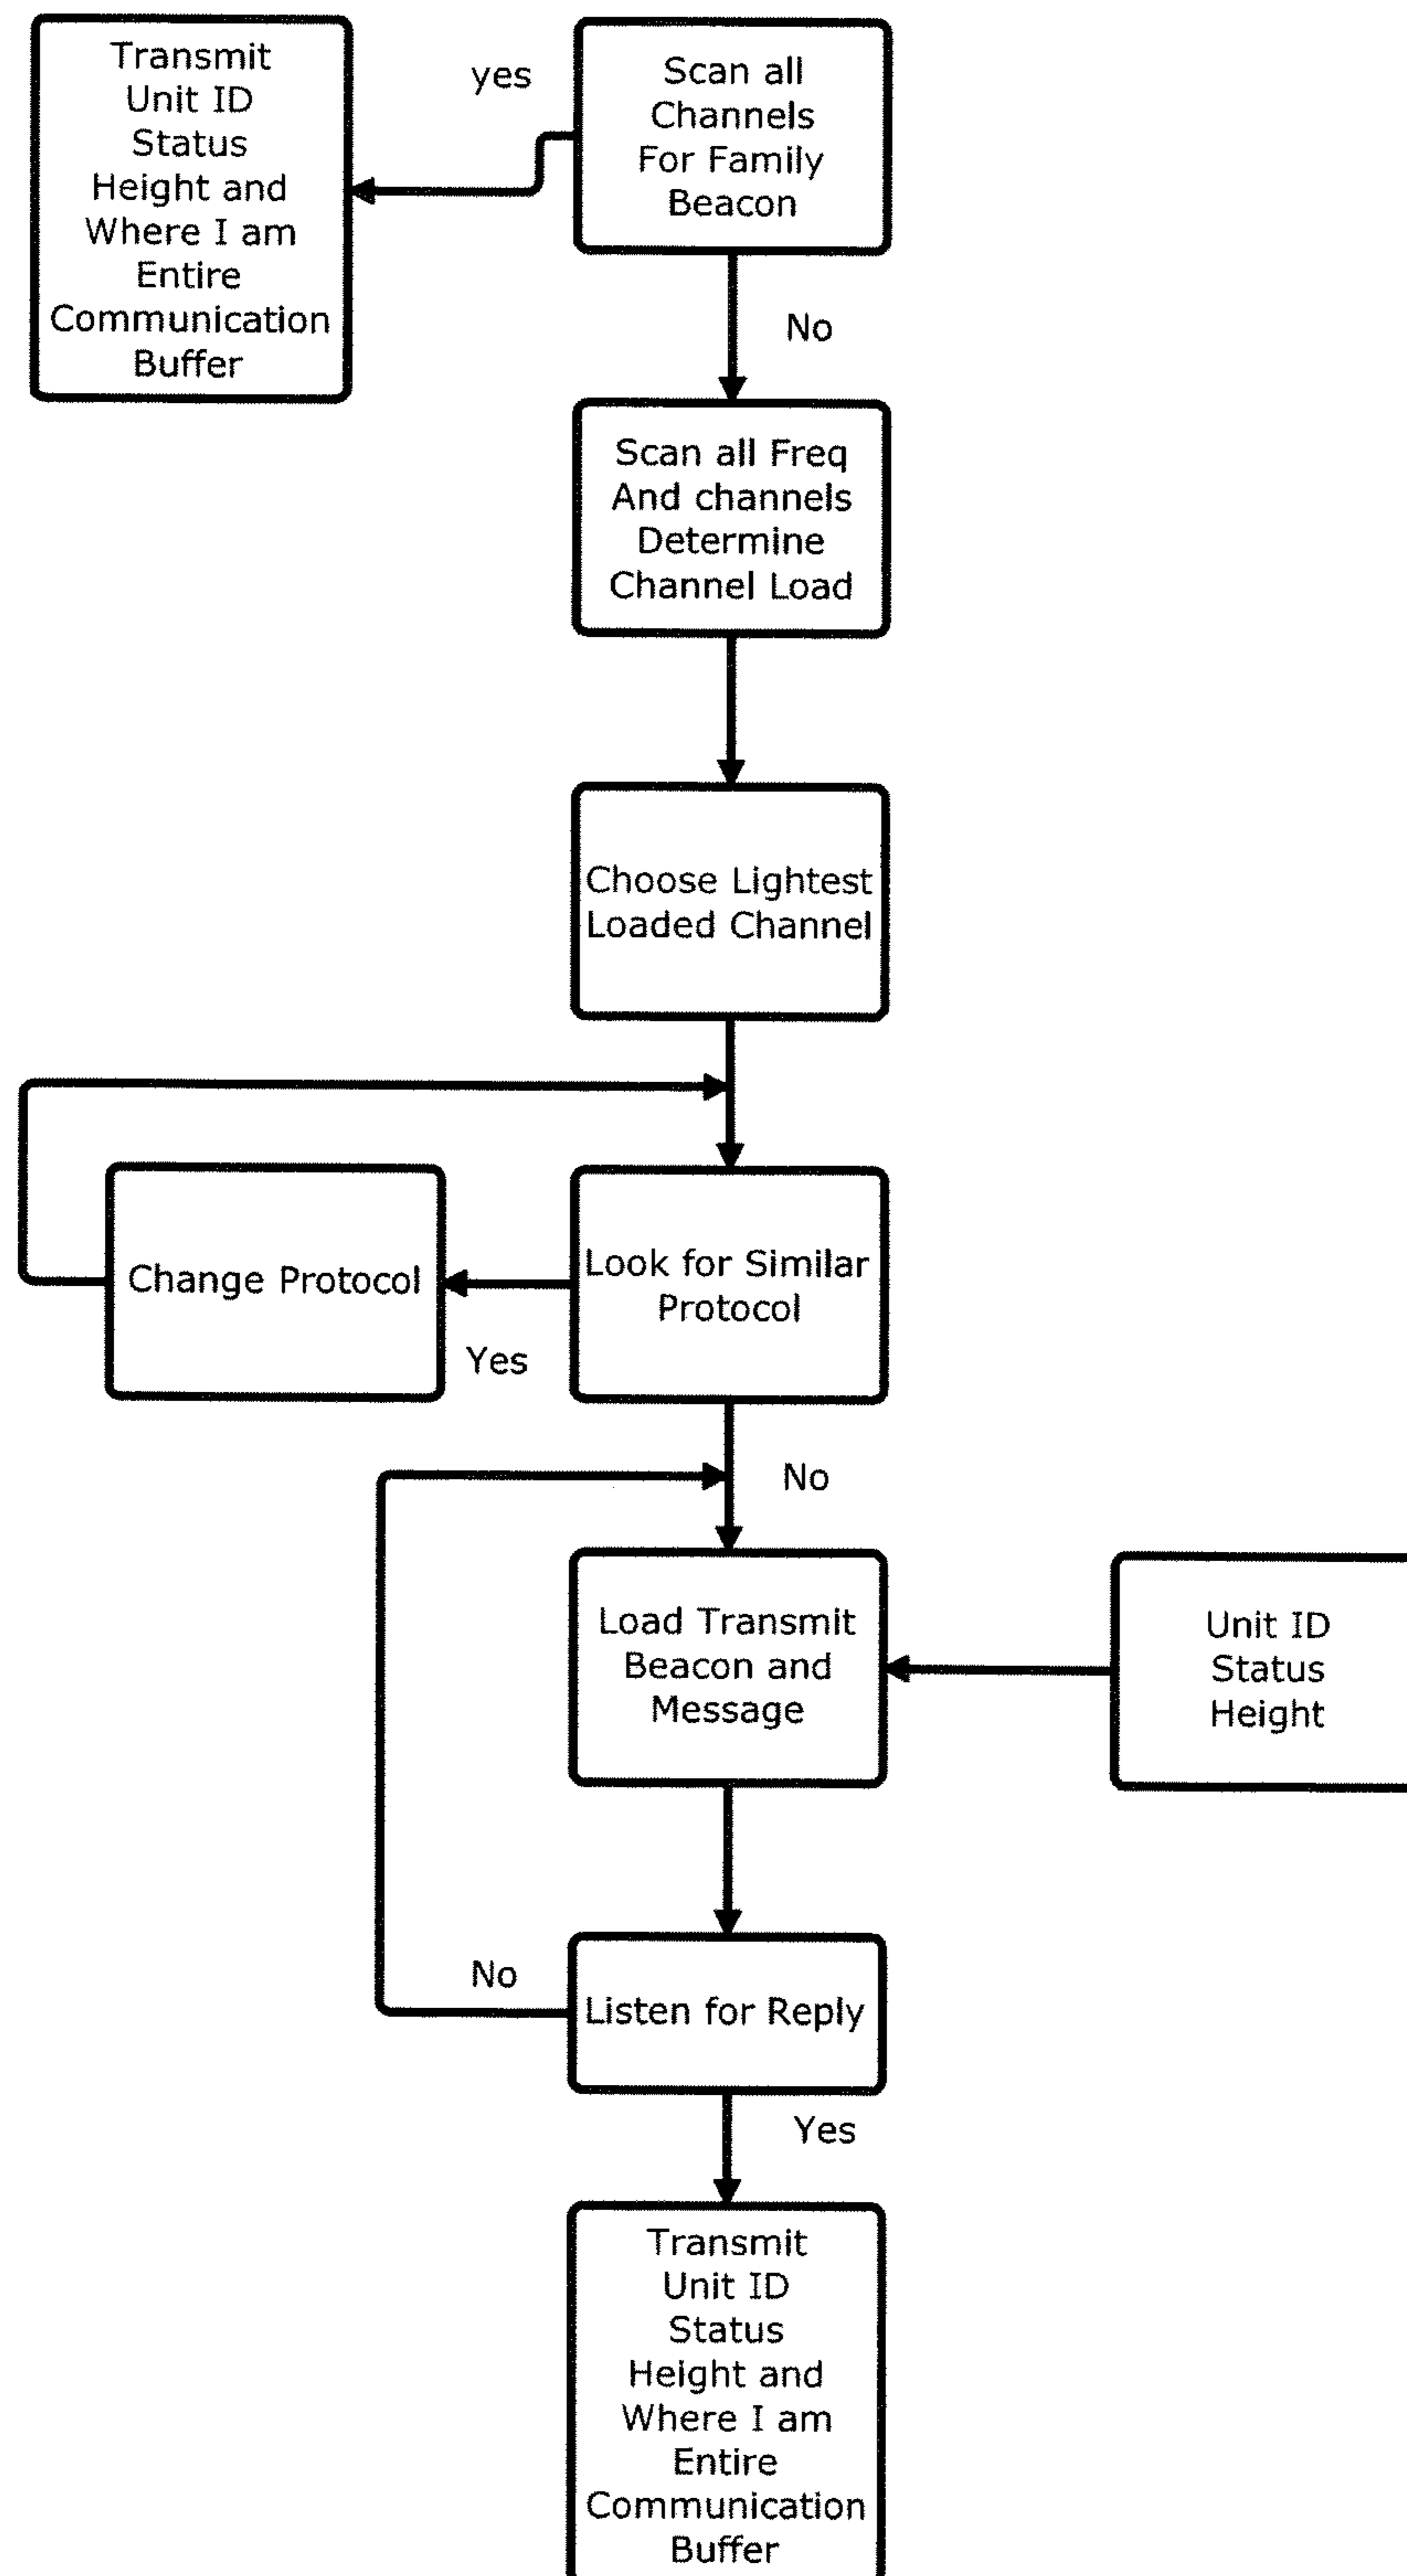 Transmit
Unit ID
Status
Height and
Where I am
Entire
Communication
Buffer
yes
Scan all
Channels
For Family
Beacon
No
Scan all Freq
And channels
Determine
Channel Load
Choose Lightest
Loaded Channel
Change Protocol
Yes
Look for Similar
Protocol
No
Load Transmit
Beacon and
Message
Unit ID
Status
Height
No
Listen for Reply
Yes
Transmit
Unit ID
Status
Height and
Where I am
Entire
Communication
Buffer